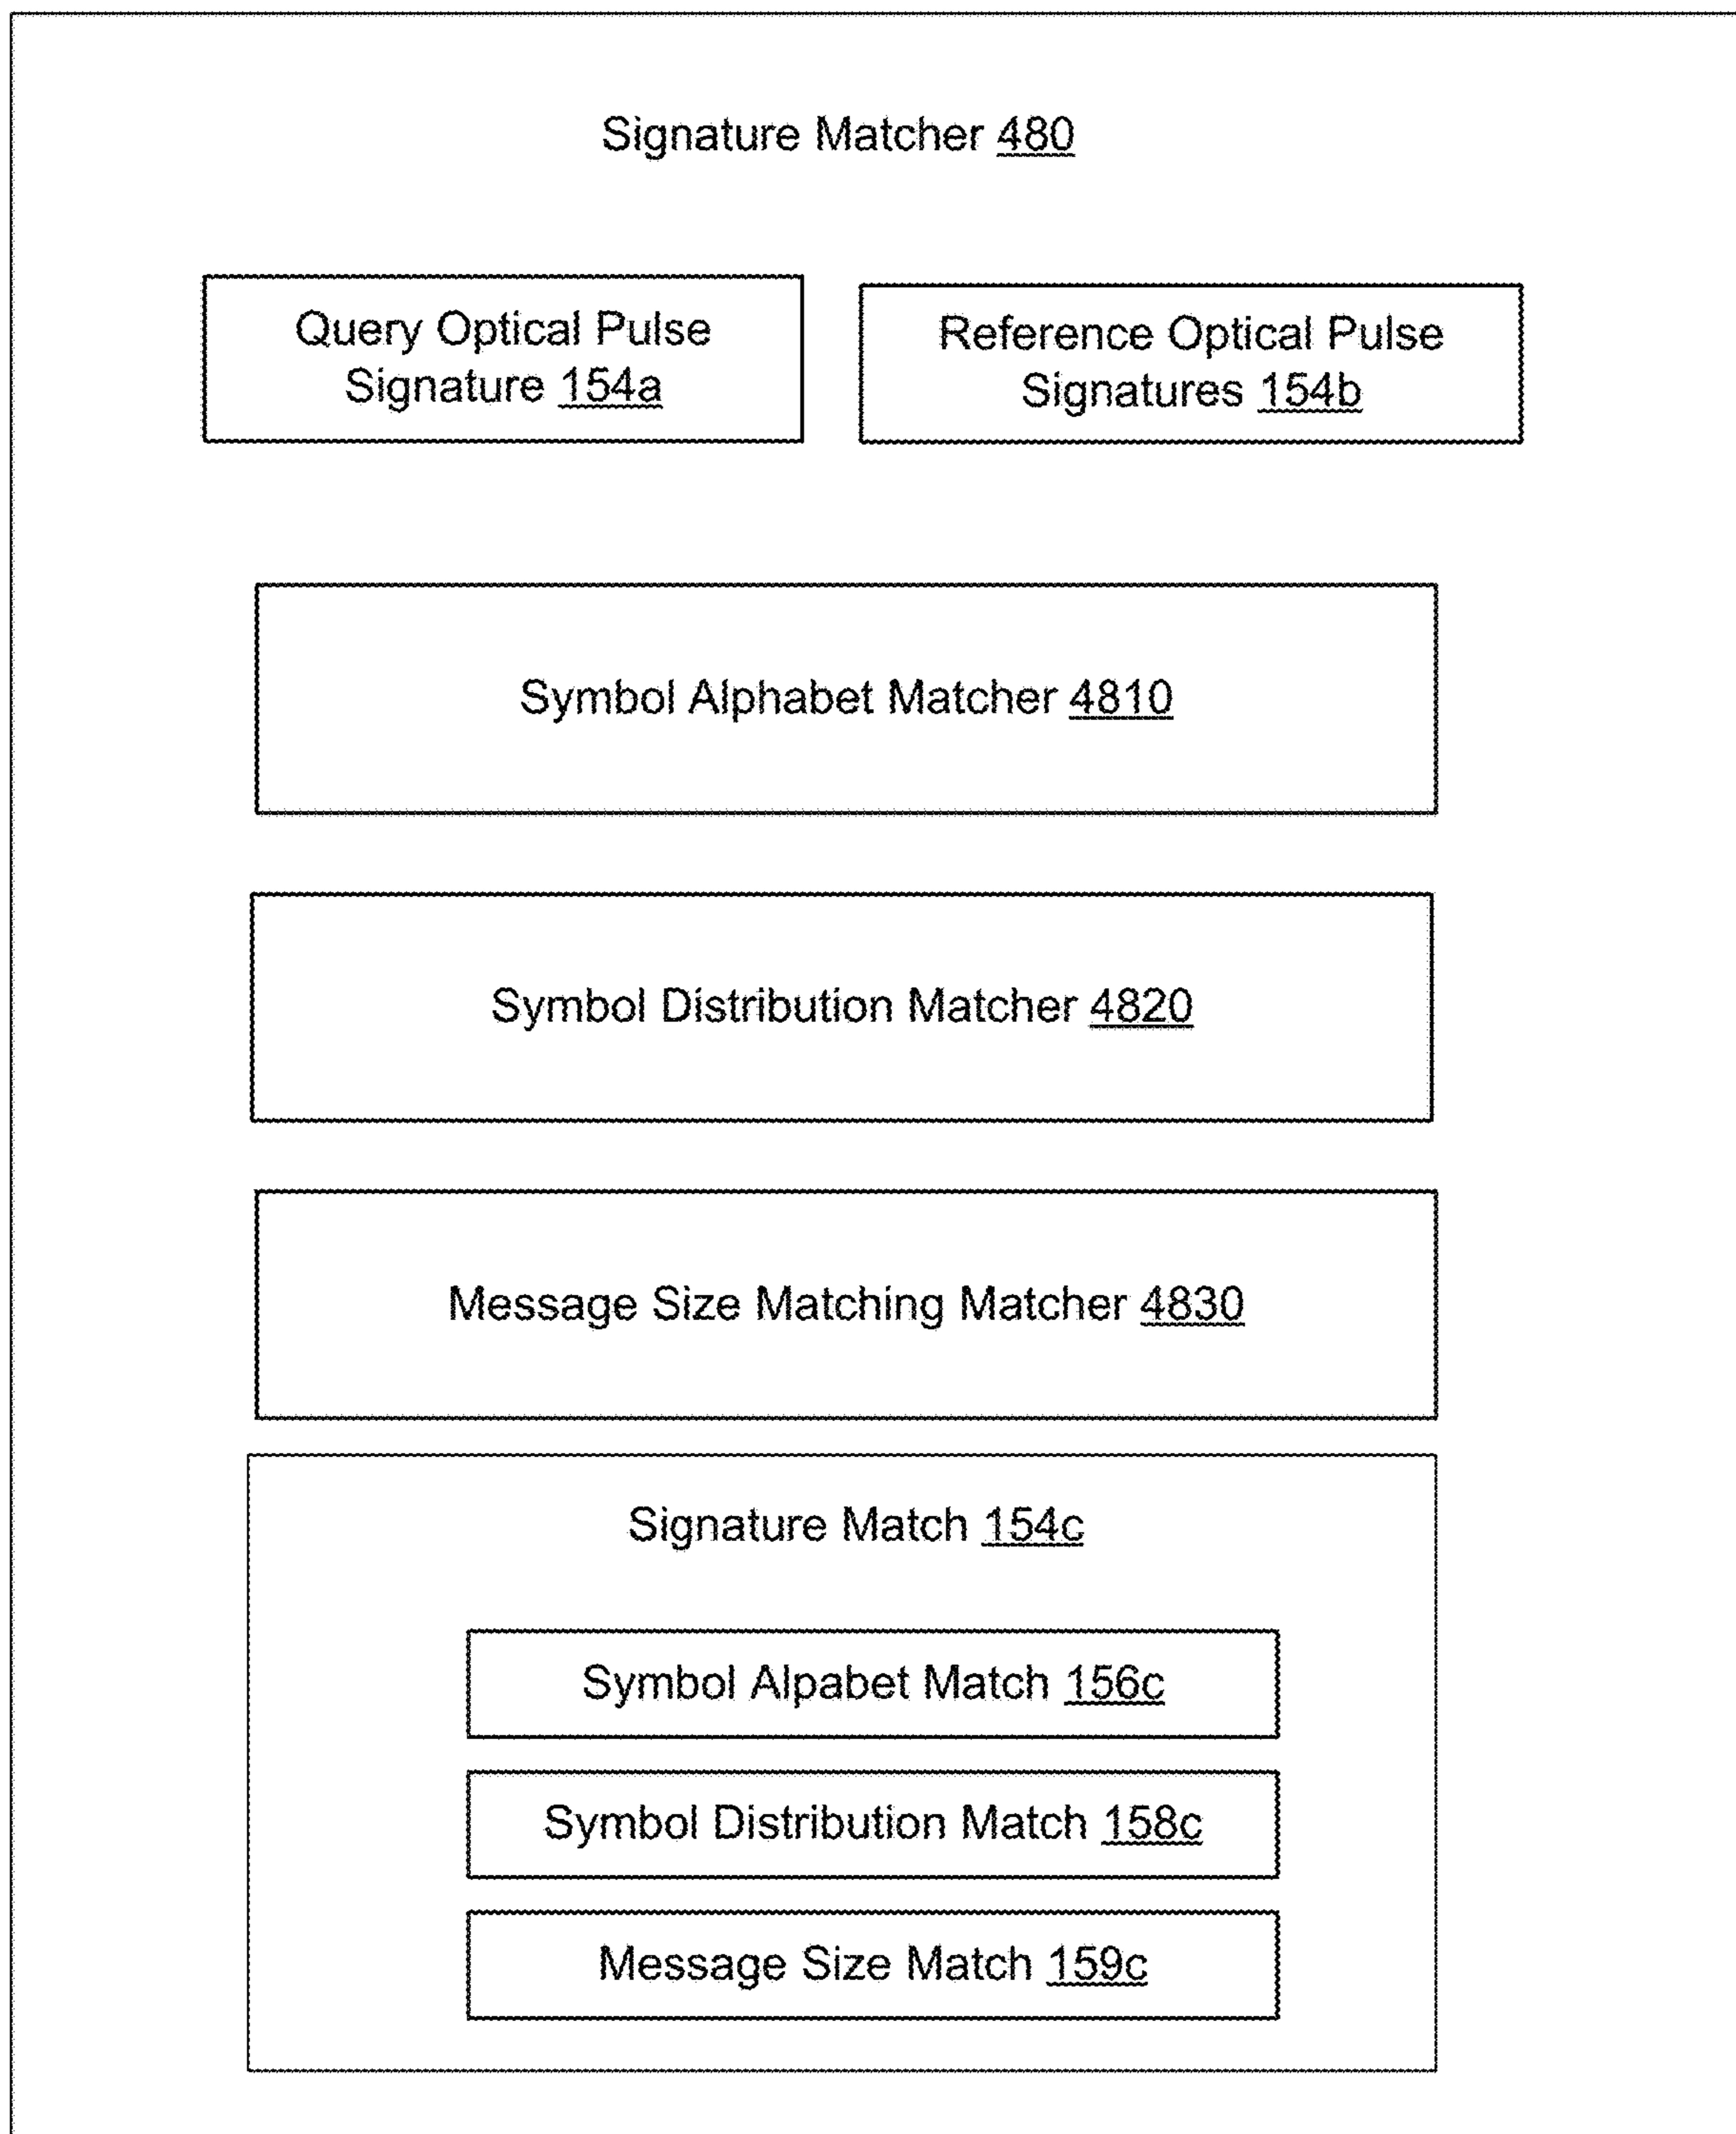 Signature Matcher 480
Query Optical Pulse
Signature 154a
Reference Optical Pulse
Signatures 154b
Symbol Alphabet Matcher 4810
Symbol Distribution Matcher 4820
Message Size Matching Matcher 4830
Signature Match 154c
Symbol Alpabet Match 156c
Symbol Distribution Match 158c
Message Size Match 159c